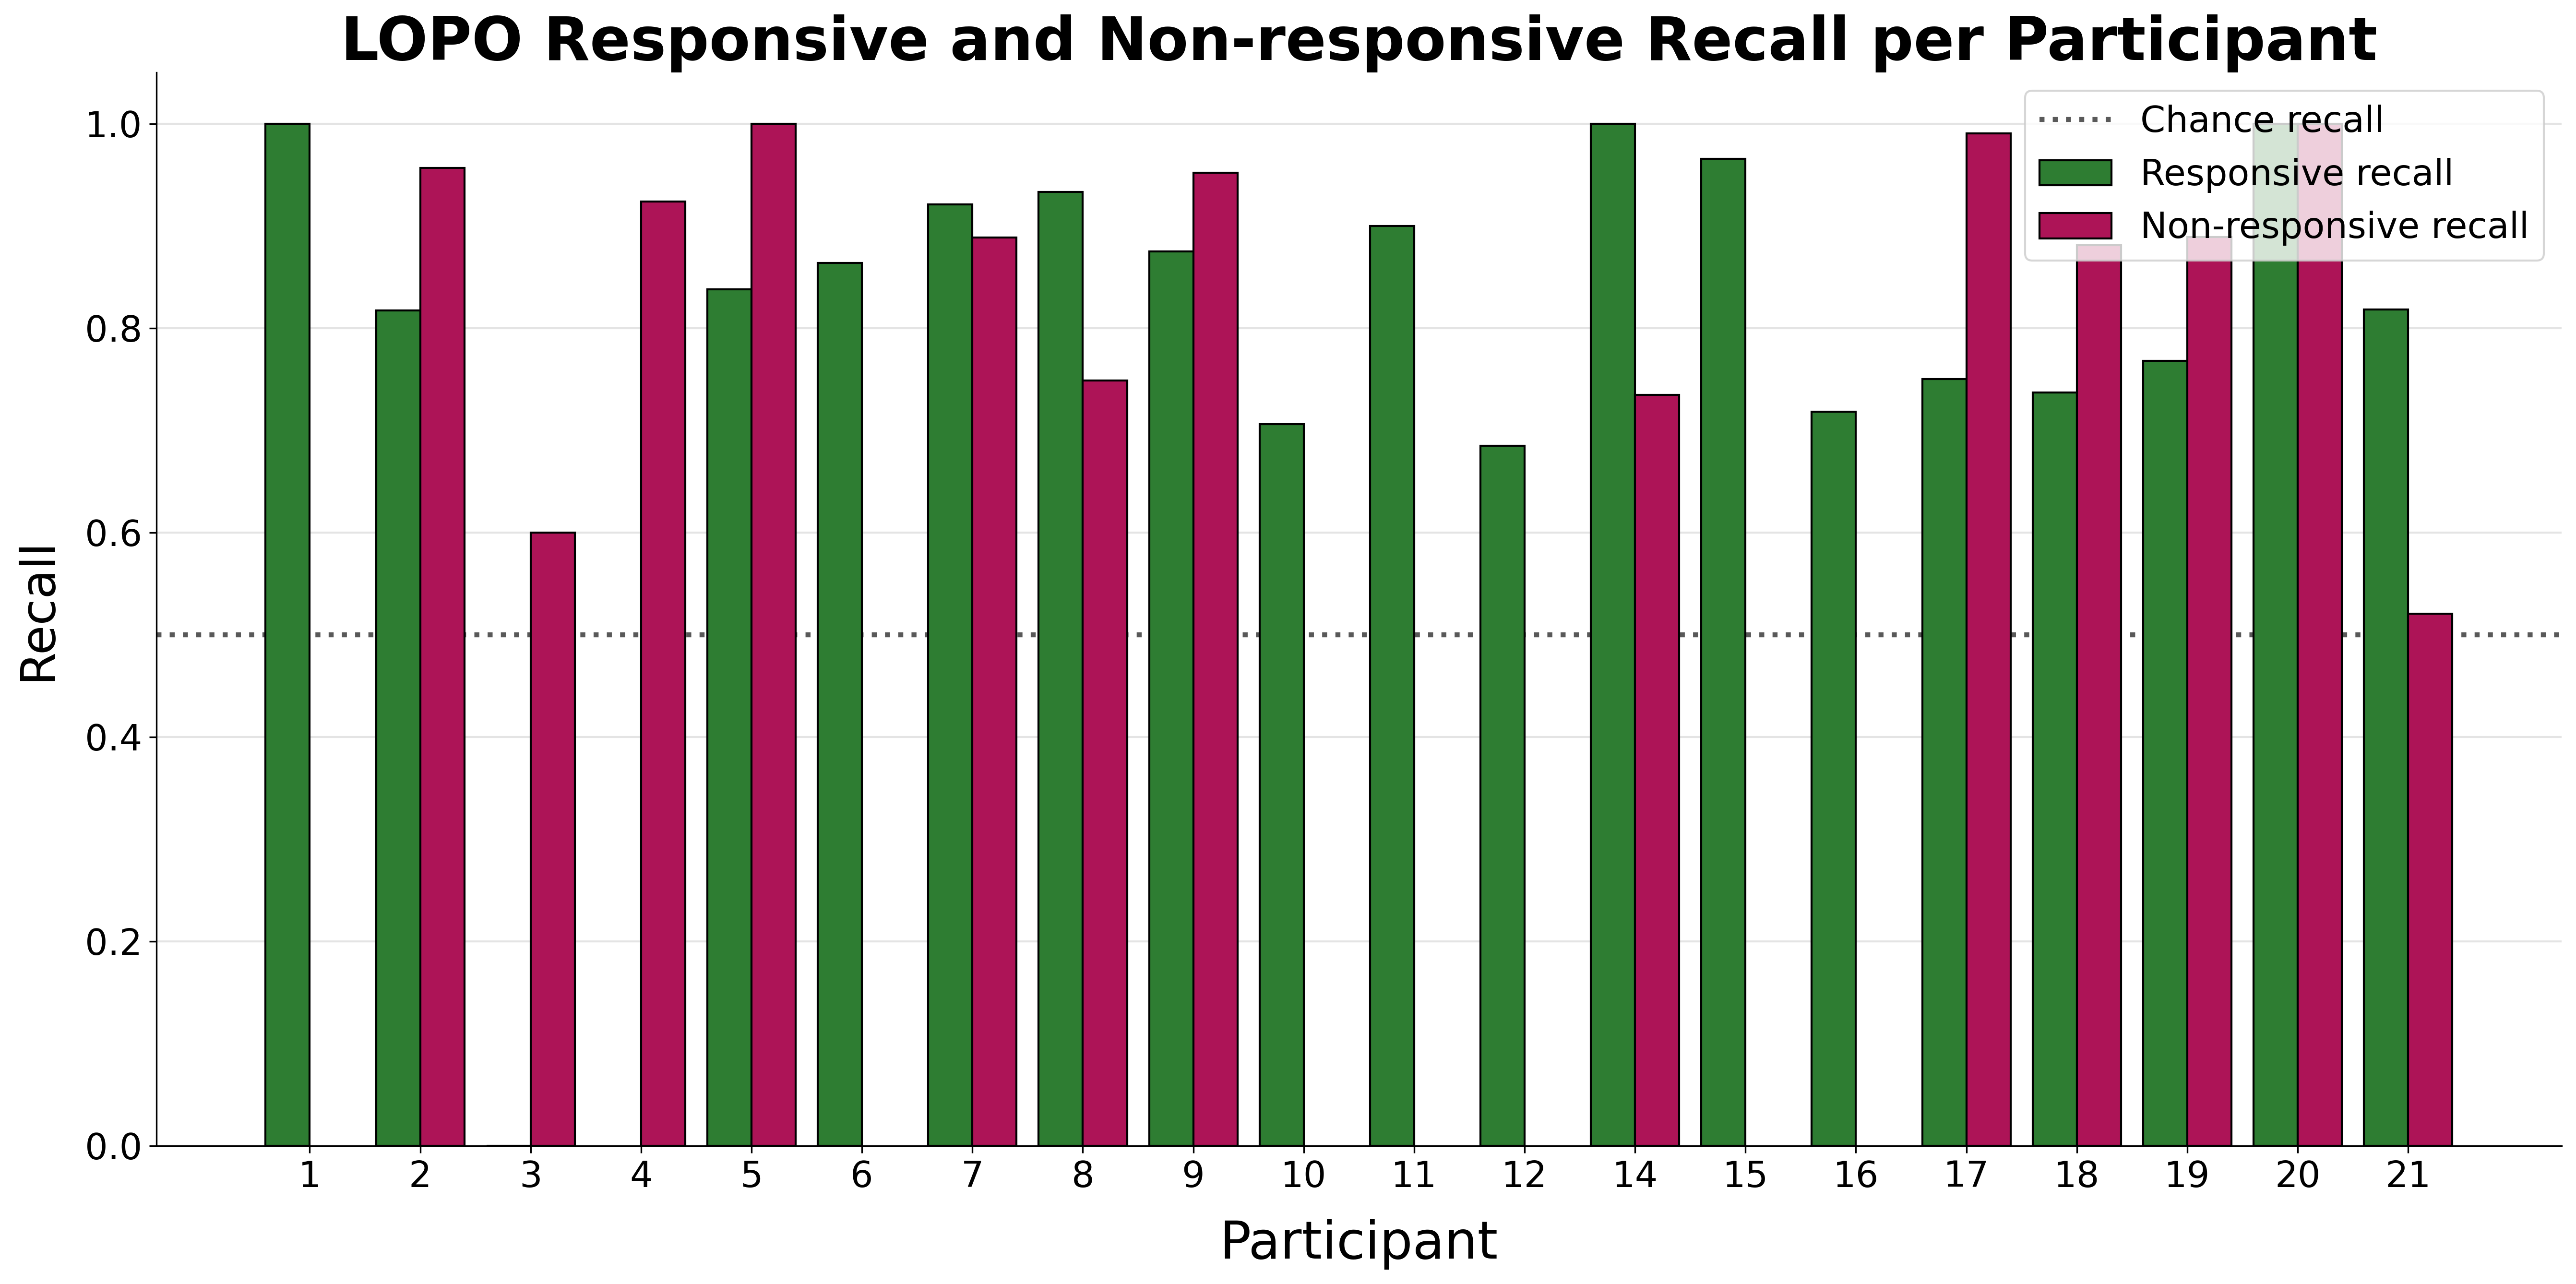 LOPO Responsive and Non-responsive Recall per Participant
Chance recall
Responsive recall
Non-responsive recall
1.0
0.8
0.6
0.4
0.2
0.0
Recall
1 2 3 4 5 6 7 8 9 10 11 12 14 15 16 17 18 19 20 21
Participant